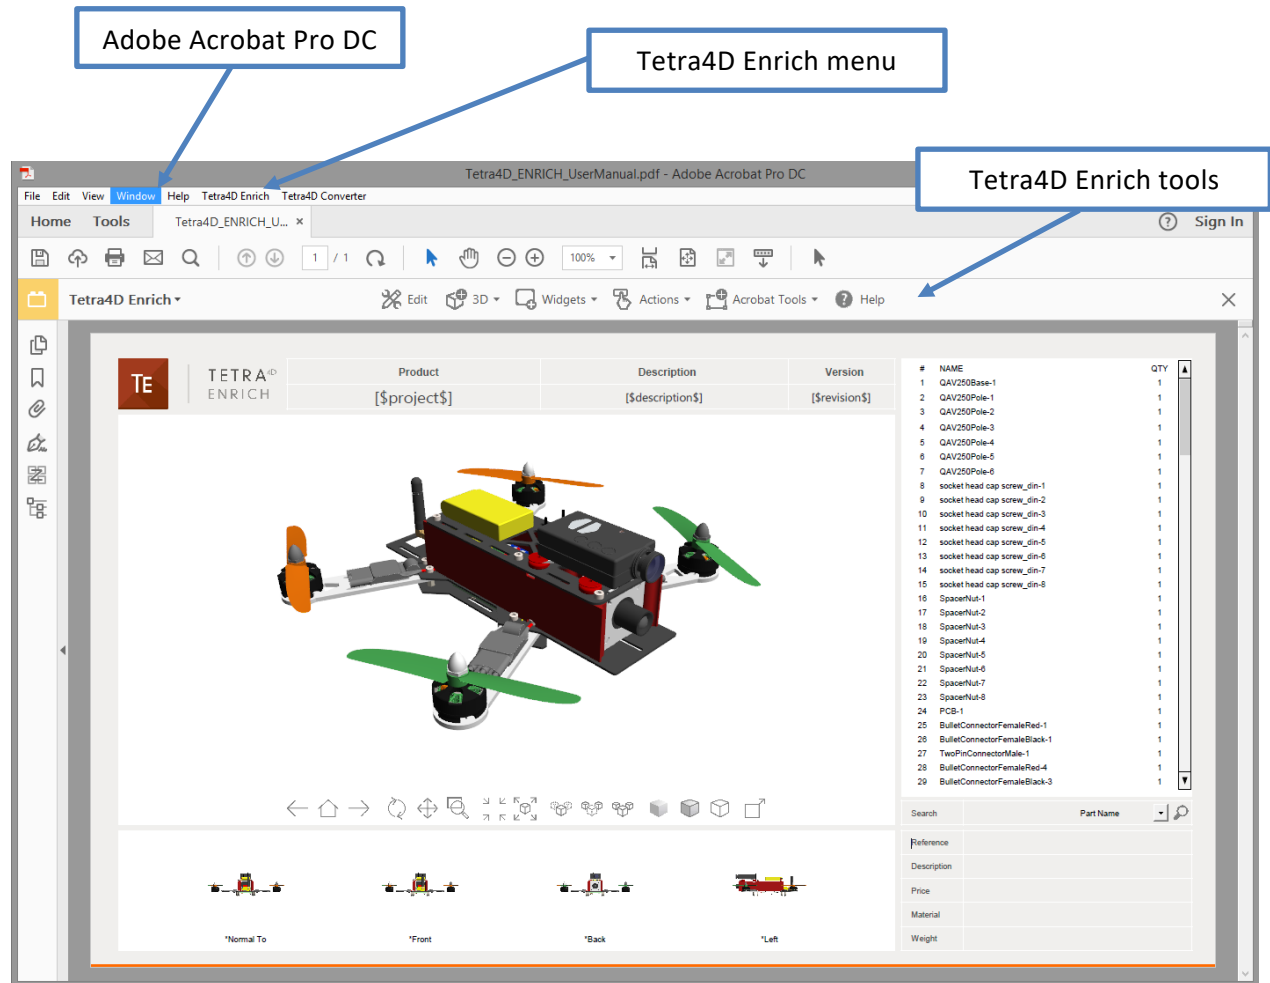 Adobe Acrobat Pro DC
Tetra4D Enrich menu
Tetra4D Enrich tools
Tetra4D_ENRICH_UserManual.pdf - Adobe Acrobat Pro DC
File Edit View Window Help Tetra4D Enrich Tetra4D Converter
Home Tools Tetra4D_ENRICH_U... × ? Sign In
1 / 1 100%
Tetra4D Enrich Edit 3D Widgets Actions Acrobat Tools ? Help
TE TETRA4D
ENRICH
Product Description Version
[$project$] [$description$] [$revision$]
# NAME QTY
1 QAV250Base-1 1
2 QAV250Pole-1 1
3 QAV250Pole-2 1
4 QAV250Pole-3 1
5 QAV250Pole-4 1
6 QAV250Pole-5 1
7 QAV250Pole-6 1
8 socket head cap screw_din-1 1
9 socket head cap screw_din-2 1
10 socket head cap screw_din-3 1
11 socket head cap screw_din-4 1
12 socket head cap screw_din-5 1
13 socket head cap screw_din-6 1
14 socket head cap screw_din-7 1
15 socket head cap screw_din-8 1
16 SpacerNut-1 1
17 SpacerNut-2 1
18 SpacerNut-3 1
19 SpacerNut-4 1
20 SpacerNut-5 1
21 SpacerNut-6 1
22 SpacerNut-7 1
23 SpacerNut-8 1
24 PCB-1 1
25 BulletConnectorFemaleRed-1 1
26 BulletConnectorFemaleBlack-1 1
27 TwoPinConnectorMale-1 1
28 BulletConnectorFemaleRed-4 1
29 BulletConnectorFemaleBlack-3 1
Search Part Name
Reference
Description
Price
Material
Weight
*Normal To *Front *Back *Left